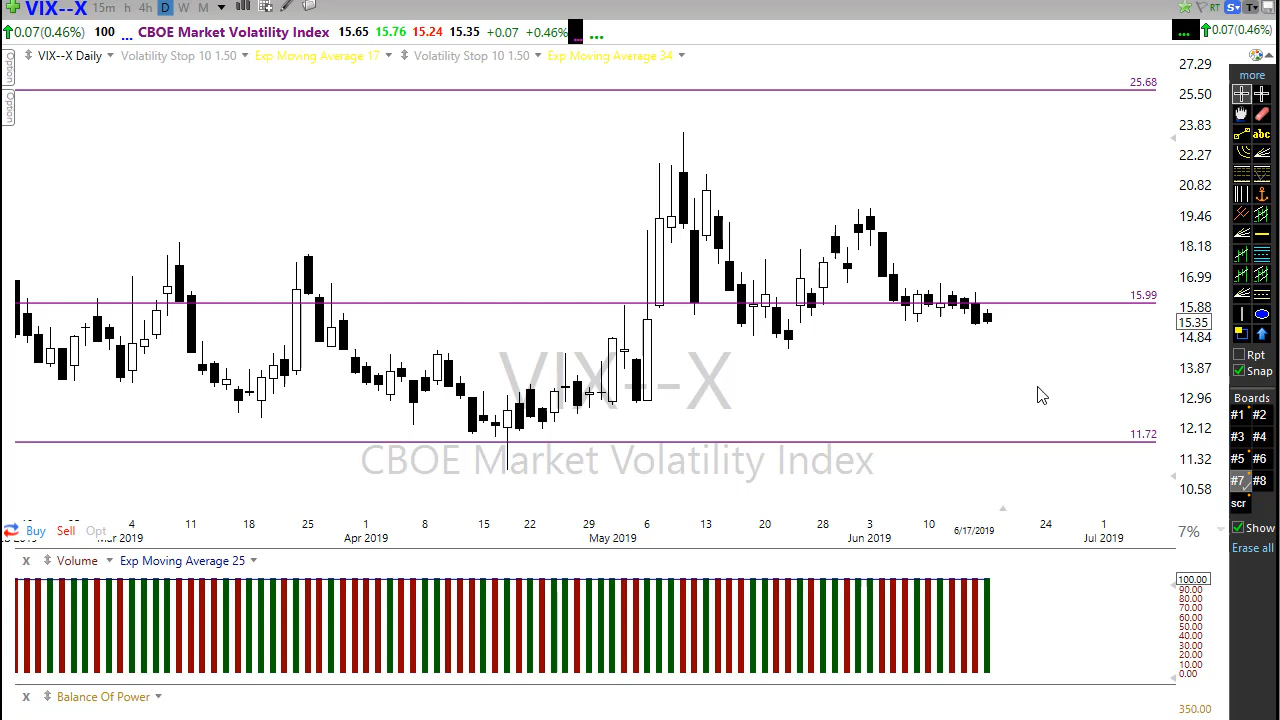 VIX--X 15m h 4h D W M RT S T
0.07(0.46%) 100 ... CBOE Market Volatility Index 15.65 15.76 15.24 15.35 +0.07 +0.46% ... ... 0.07(0.46%)
Option VIX--X Daily Volatility Stop 10 1.50 Exp Moving Average 17 Volatility Stop 10 1.50 Exp Moving Average 34
Option
27.29
more
25.68
25.50
23.83
abc
22.27
20.82
19.46
18.18
16.99
15.99
15.88
15.35
14.84
Rpt
Snap
13.87
VIX--X
12.96
Boards
#1 #2
12.12
11.72
#3 #4
CBOE Market Volatility Index
11.32
#5 #6
#7 #8
10.58
scr
4 11 18 25 1 8 15 22 29 6 13 20 28 5 10 6/17/2019 24 1
Buy Sell Opt
7%
Show
Mar 2019 Apr 2019 May 2019 Jun 2019 Jul 2019
Erase all
x Volume Exp Moving Average 25
100.00
90.00
80.00
70.00
60.00
50.00
40.00
30.00
20.00
10.00
0.00
x Balance Of Power
350.00